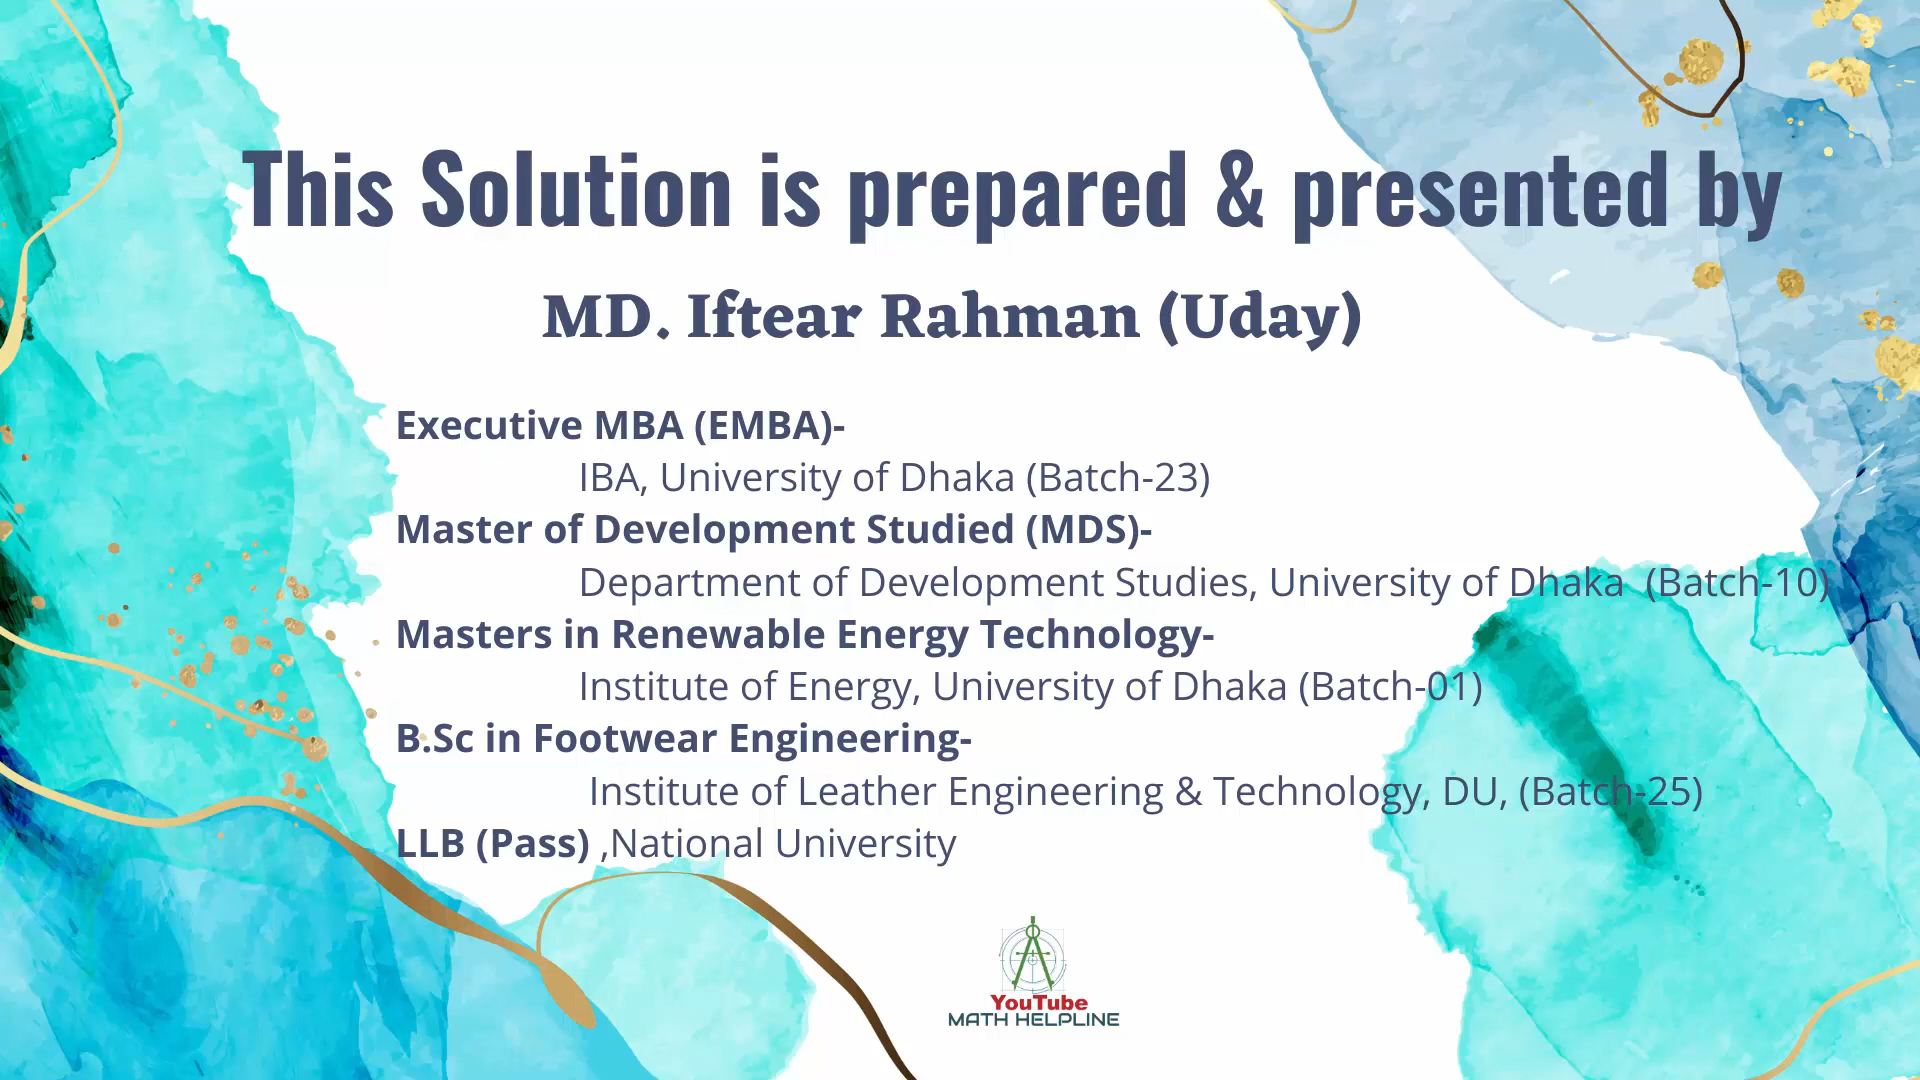 This Solution is prepared & presented by
MD. Iftear Rahman (Uday)
Executive MBA (EMBA)-
IBA, University of Dhaka (Batch-23)
Master of Development Studied (MDS)-
Department of Development Studies, University of Dhaka (Batch-10)
Masters in Renewable Energy Technology-
Institute of Energy, University of Dhaka (Batch-01)
B.Sc in Footwear Engineering-
Institute of Leather Engineering & Technology, DU, (Batch-25)
LLB (Pass) ,National University
YouTube
MATH HELPLINE